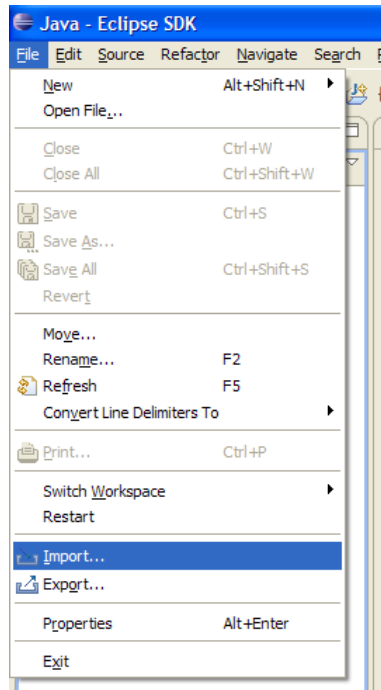 Java - Eclipse SDK
File Edit Source Refactor Navigate Search
New Alt+Shift+N
Open File...
Close Ctrl+W
Close All Ctrl+Shift+W
Save Ctrl+S
Save As...
Save All Ctrl+Shift+S
Revert
Move...
Rename... F2
Refresh F5
Convert Line Delimiters To
Print... Ctrl+P
Switch Workspace
Restart
Import...
Export...
Properties Alt+Enter
Exit